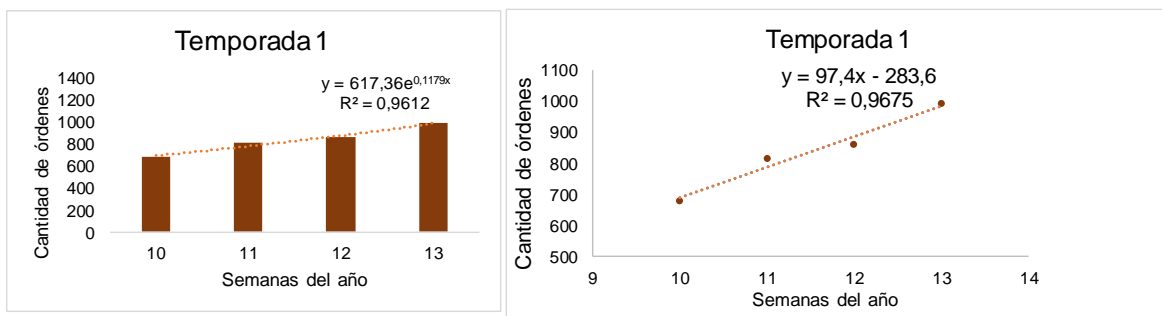 Temporada 1
y = 617,36e^0,1179x
R² = 0,9612
Cantidad de órdenes
1400
1200
1000
800
600
400
200
0
10 11 12 13
Semanas del año
Temporada 1
y = 97,4x - 283,6
R² = 0,9675
Cantidad de órdenes
1100
1000
900
800
700
600
500
9 10 11 12 13 14
Semanas del año